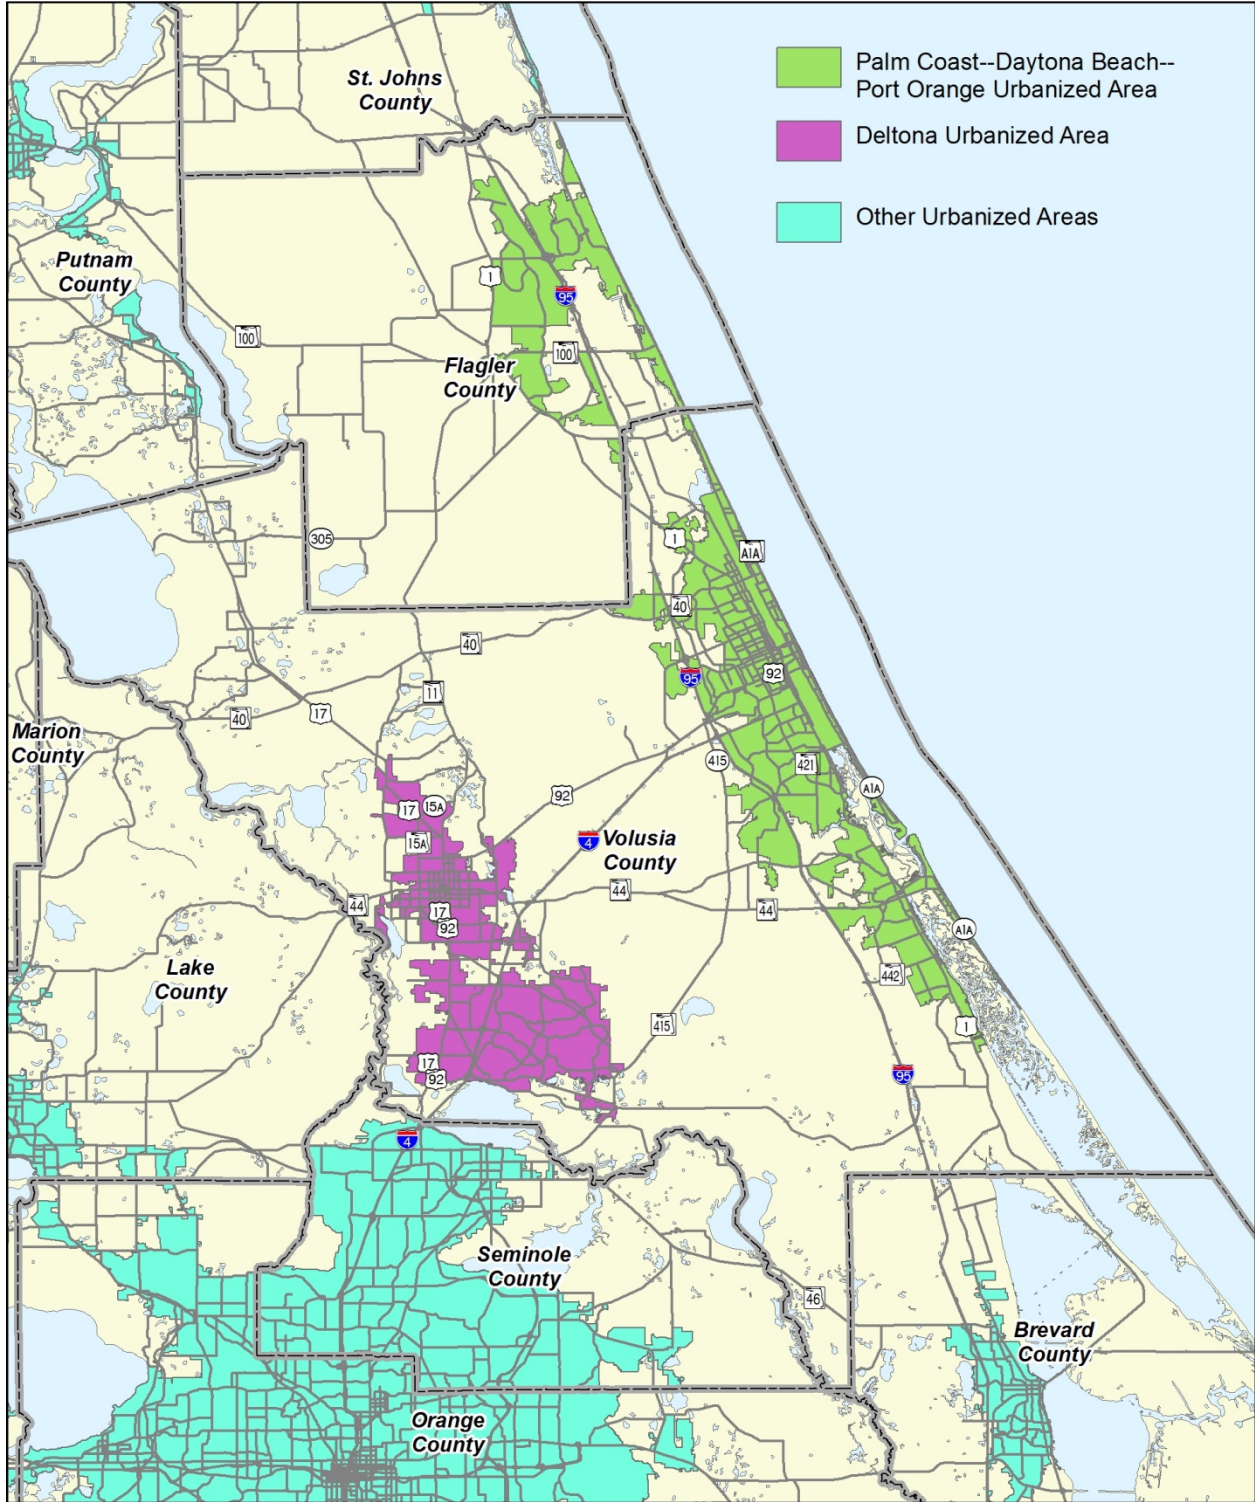 St. Johns
County
Palm Coast--Daytona Beach--
Port Orange Urbanized Area
Deltona Urbanized Area
Other Urbanized Areas
Putnam
County
1
95
100
100
Flagler
County
305
1
A1A
40
40
95
92
11
17
40
Marion
County
415
421
A1A
92
17
15A
15A
4
Volusia
County
44
44
44
17
92
A1A
Lake
County
442
415
1
17
92
95
4
Seminole
County
46
Brevard
County
Orange
County